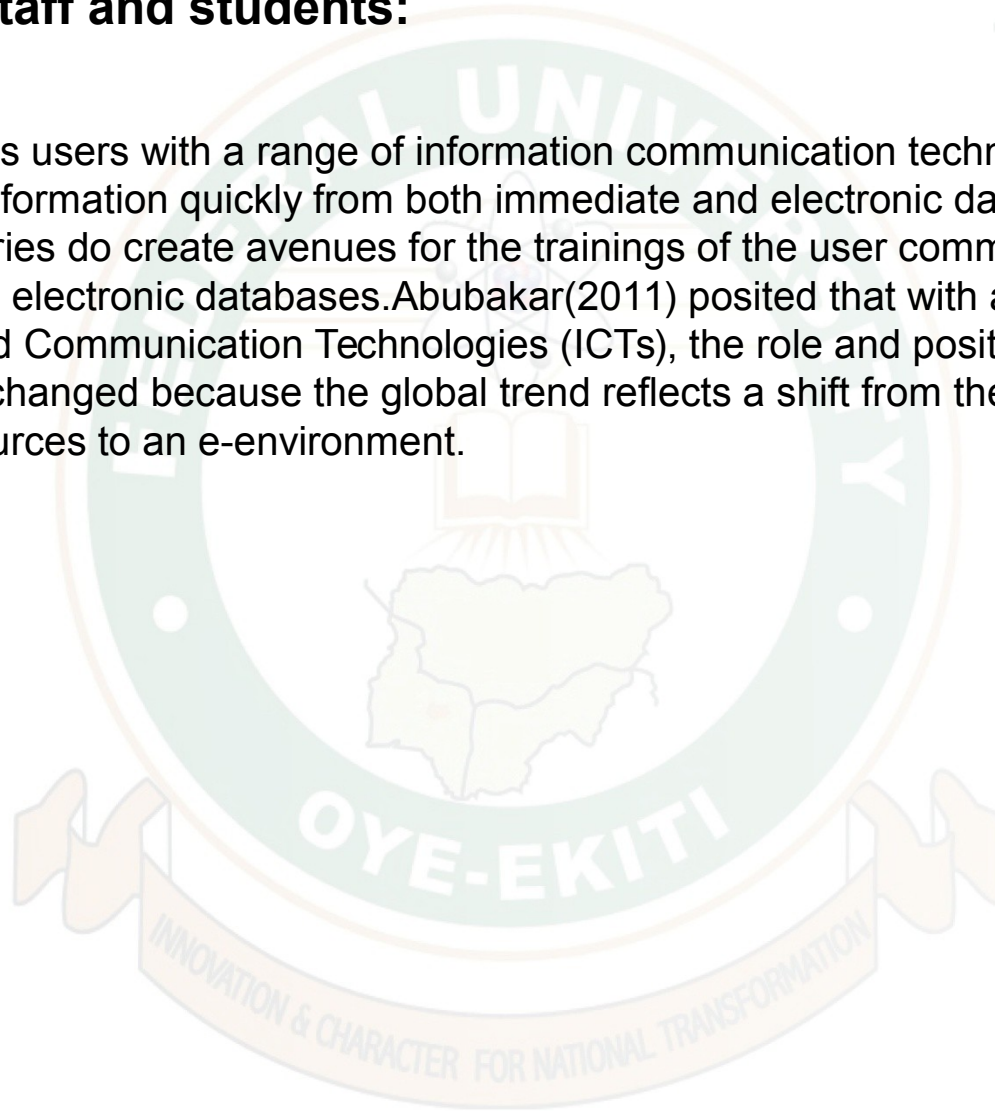 taff and students:
s users with a range of information communication techn
formation quickly from both immediate and electronic da
ries do create avenues for the trainings of the user comm
electronic databases.Abubakar(2011) posited that with a
d Communication Technologies (ICTs), the role and posit
changed because the global trend reflects a shift from the
urces to an e-environment.
FEDERAL UNIVERSITY
OYE-EKITI
INNOVATION & CHARACTER FOR NATIONAL TRANSFORMATION